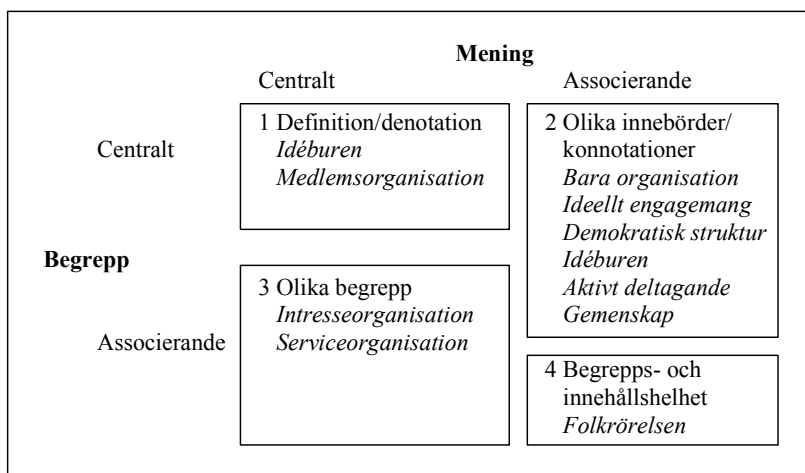 Mening
Centralt
Associerande
Centralt
1 Definition/denotation
Idéburen
Medlemsorganisation
2 Olika innebörder/
konnotationer
Bara organisation
Ideellt engagemang
Demokratisk struktur
Idéburen
Aktivt deltagande
Gemenskap
Begrepp
Associerande
3 Olika begrepp
Intresseorganisation
Serviceorganisation
4 Begrepps- och
innehållshelhet
Folkrörelsen